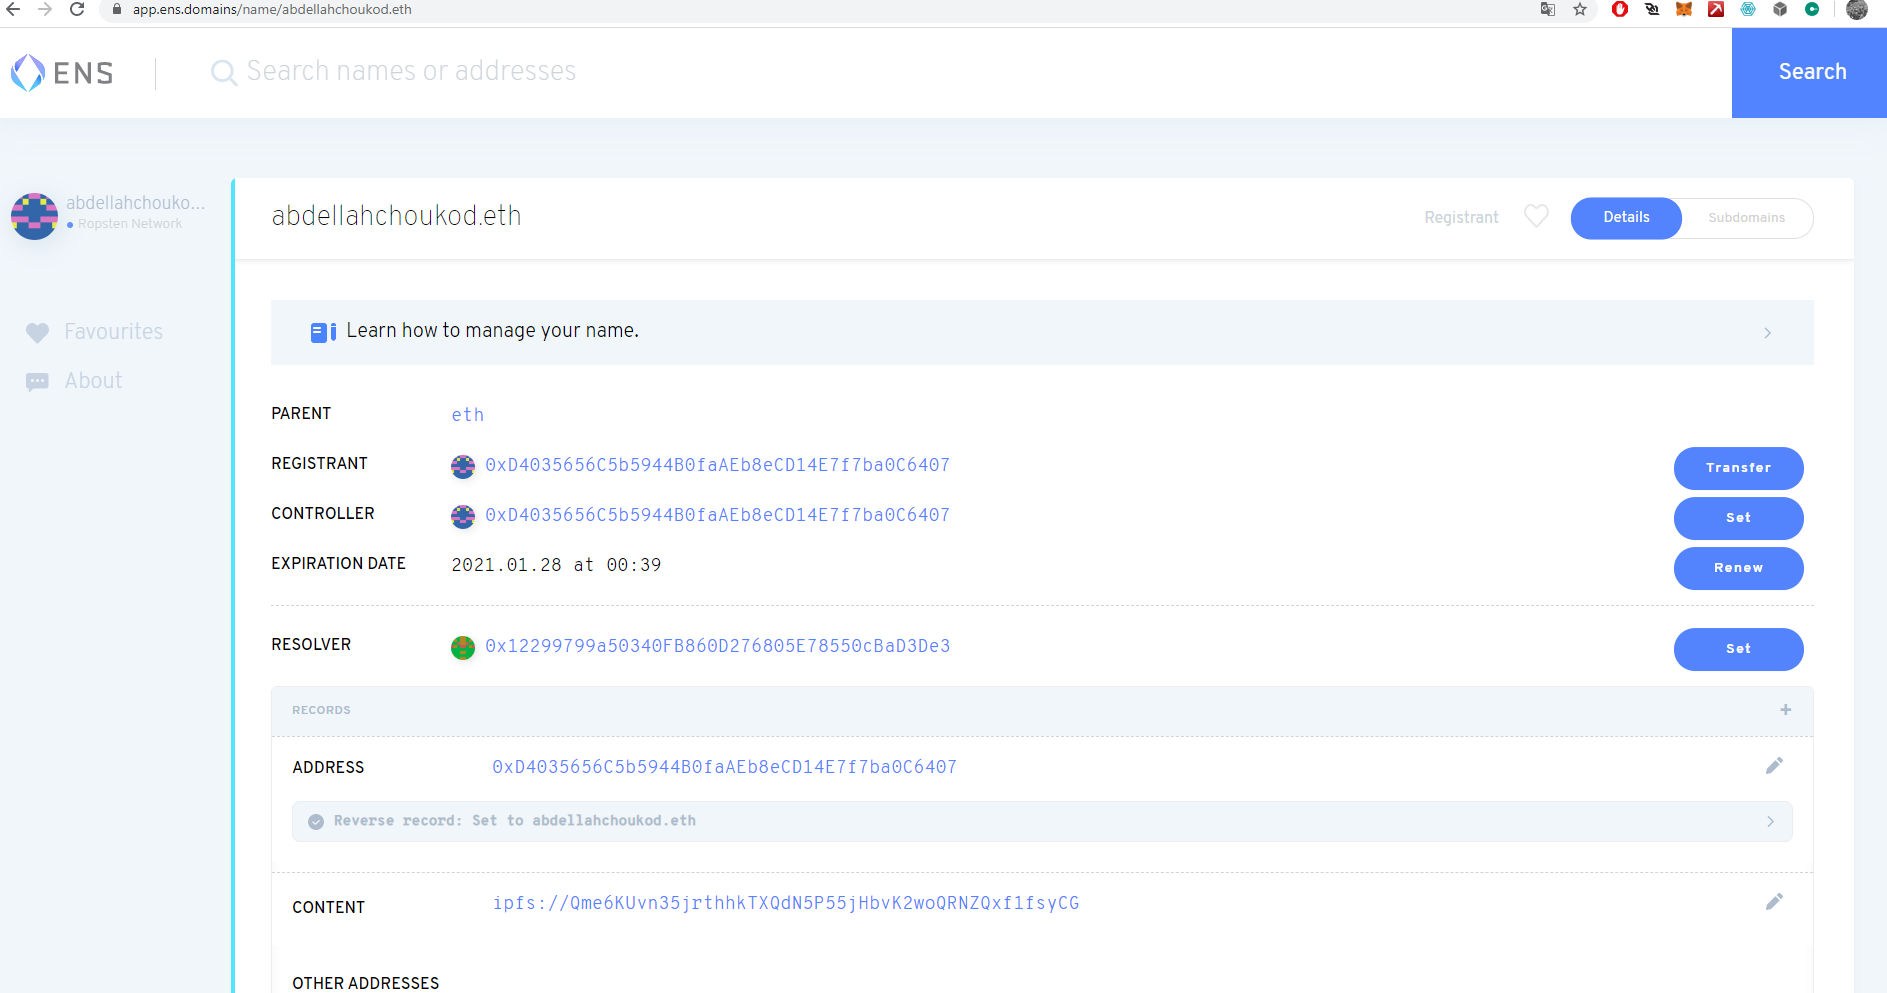 app.ens.domains/name/abdellahchoukod.eth
ENS
Search names or addresses
Search
abdellahchouko...
Ropsten Network
Favourites
About
abdellahchoukod.eth
Registrant
Details
Subdomains
Learn how to manage your name.
PARENT eth
REGISTRANT 0xD4035656C5b5944B0faAEb8eCD14E7f7ba0C6407 Transfer
CONTROLLER 0xD4035656C5b5944B0faAEb8eCD14E7f7ba0C6407 Set
EXPIRATION DATE 2021.01.28 at 00:39 Renew
RESOLVER 0x12299799a50340FB860D276805E78550cBaD3De3 Set
RECORDS +
ADDRESS 0xD4035656C5b5944B0faAEb8eCD14E7f7ba0C6407
Reverse record: Set to abdellahchoukod.eth
CONTENT ipfs://Qme6KUvn35jrthhkTXQdN5P55jHbvK2woQRNZQxf1fsyCG
OTHER ADDRESSES